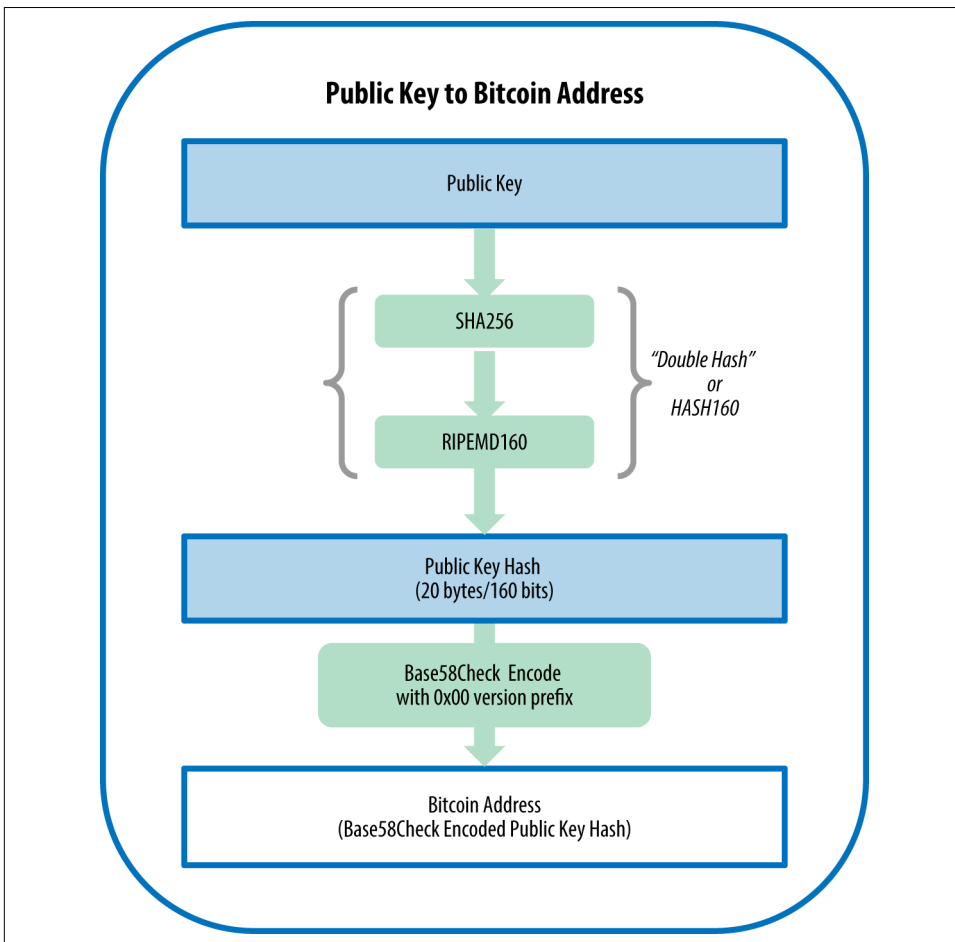 Public Key to Bitcoin Address
Public Key
SHA256
RIPEMD160
“Double Hash”
or
HASH160
Public Key Hash
(20 bytes/160 bits)
Base58Check Encode
with 0x00 version prefix
Bitcoin Address
(Base58Check Encoded Public Key Hash)